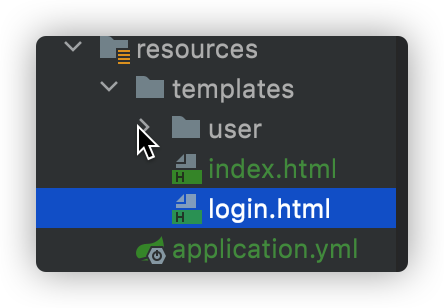 resources
templates
user
index.html
login.html
application.yml